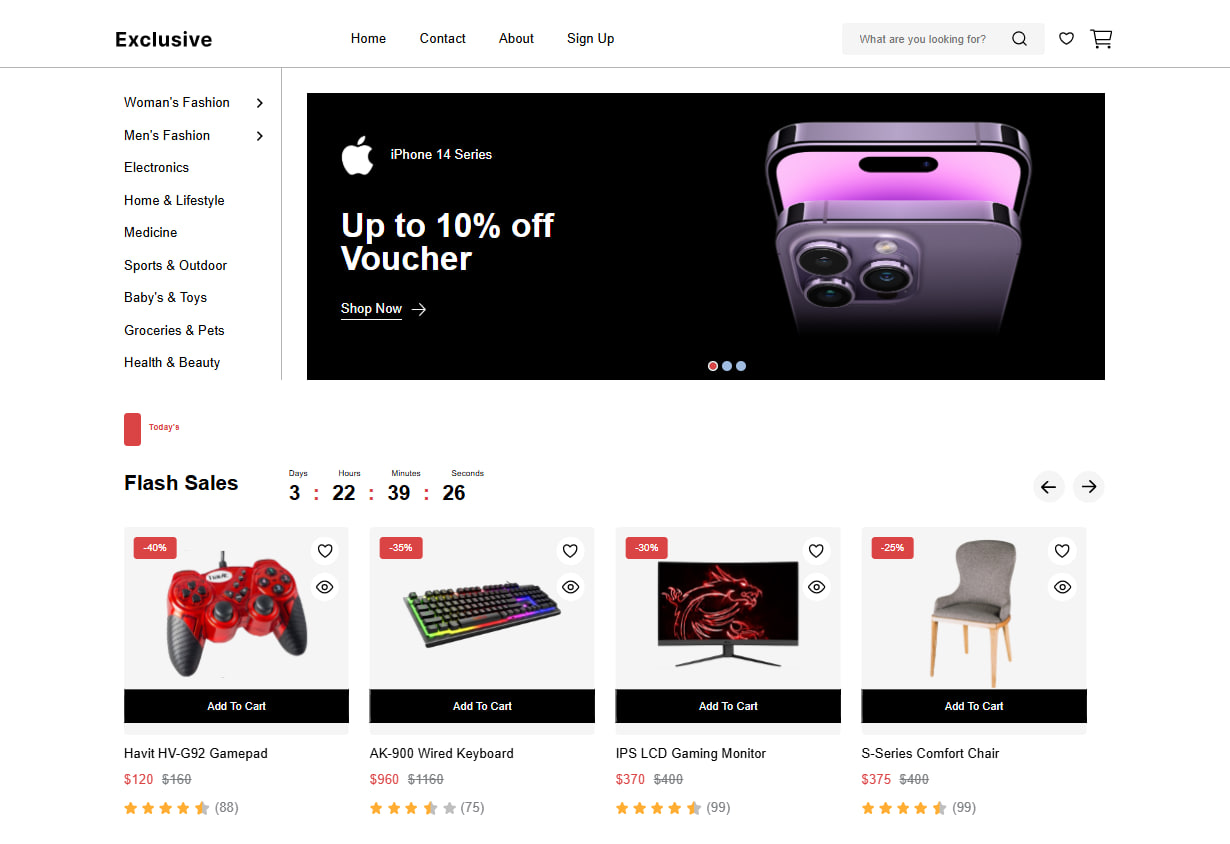 Exclusive
Home
Contact
About
Sign Up
What are you looking for?
Woman's Fashion
Men's Fashion
Electronics
Home & Lifestyle
Medicine
Sports & Outdoor
Baby's & Toys
Groceries & Pets
Health & Beauty
iPhone 14 Series
Up to 10% off
Voucher
Shop Now
Today's
Flash Sales
Days Hours Minutes Seconds
3 : 22 : 39 : 26
-40%
Add To Cart
Havit HV-G92 Gamepad
$120 $160
(88)
-35%
Add To Cart
AK-900 Wired Keyboard
$960 $1160
(75)
-30%
Add To Cart
IPS LCD Gaming Monitor
$370 $400
(99)
-25%
Add To Cart
S-Series Comfort Chair
$375 $400
(99)